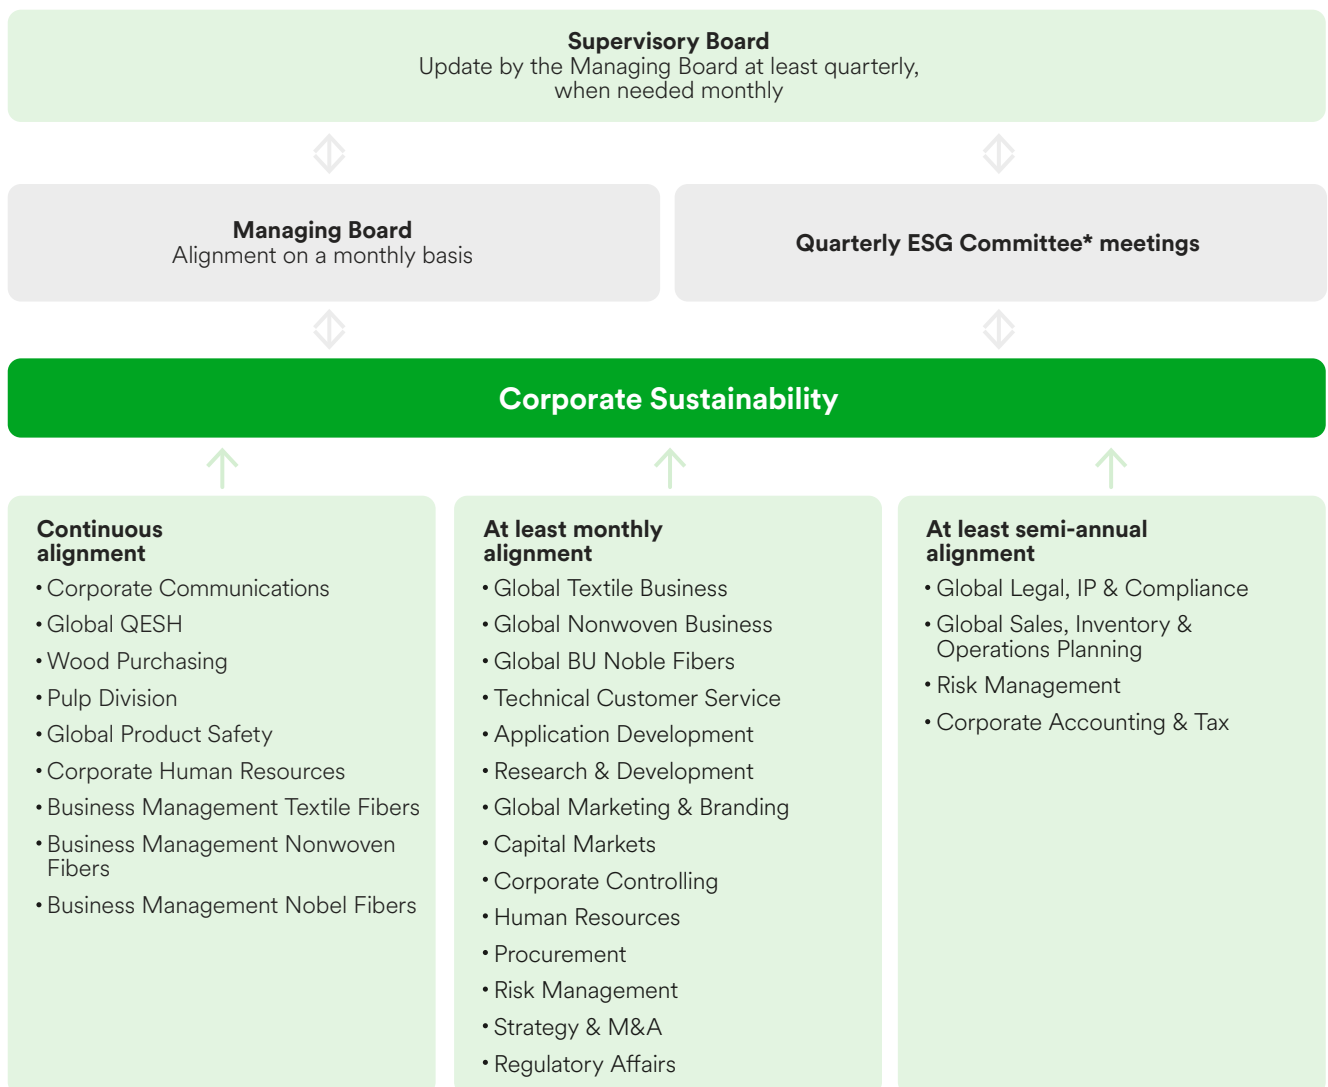 Supervisory Board
Update by the Managing Board at least quarterly,
when needed monthly
Managing Board
Alignment on a monthly basis
Quarterly ESG Committee* meetings
Corporate Sustainability
Continuous
alignment
• Corporate Communications
• Global QESH
• Wood Purchasing
• Pulp Division
• Global Product Safety
• Corporate Human Resources
• Business Management Textile Fibers
• Business Management Nonwoven
Fibers
• Business Management Nobel Fibers
At least monthly
alignment
• Global Textile Business
• Global Nonwoven Business
• Global BU Noble Fibers
• Technical Customer Service
• Application Development
• Research & Development
• Global Marketing & Branding
• Capital Markets
• Corporate Controlling
• Human Resources
• Procurement
• Risk Management
• Strategy & M&A
• Regulatory Affairs
At least semi-annual
alignment
• Global Legal, IP & Compliance
• Global Sales, Inventory &
Operations Planning
• Risk Management
• Corporate Accounting & Tax